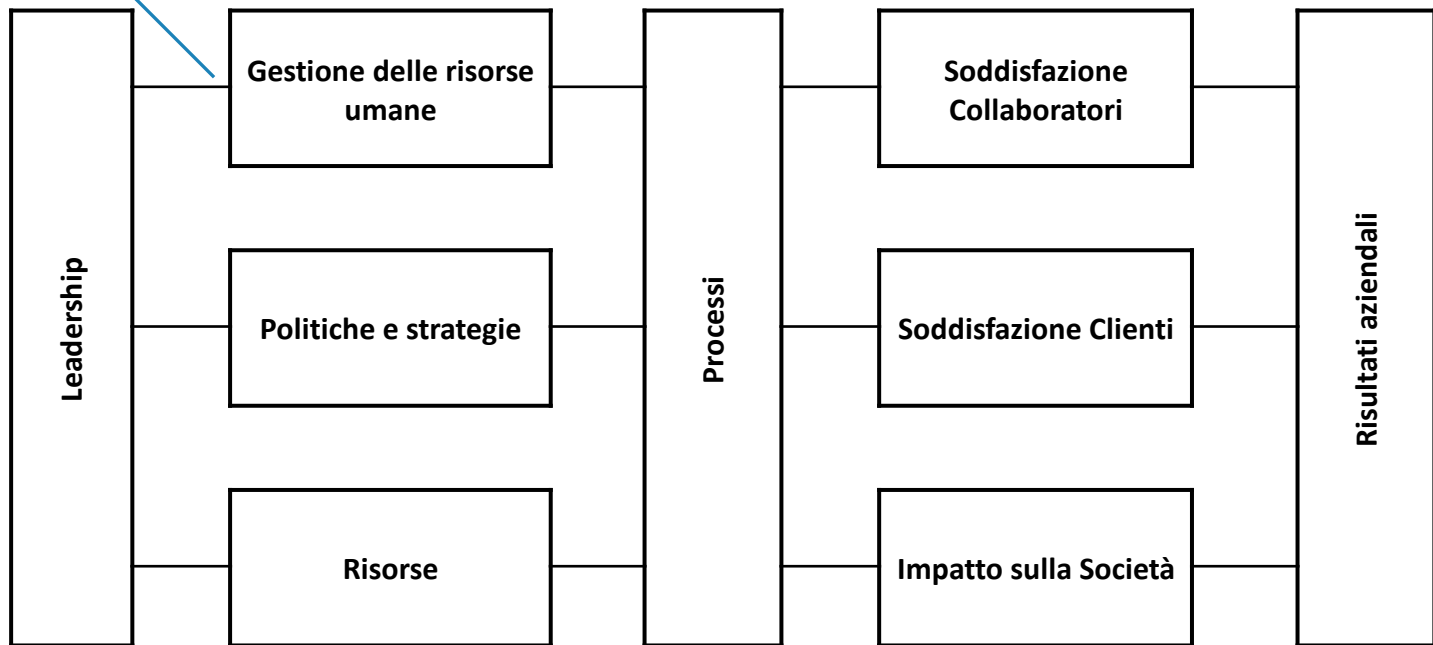 Leadership
Gestione delle risorse
umane
Politiche e strategie
Risorse
Processi
Soddisfazione
Collaboratori
Soddisfazione Clienti
Impatto sulla Società
Risultati aziendali